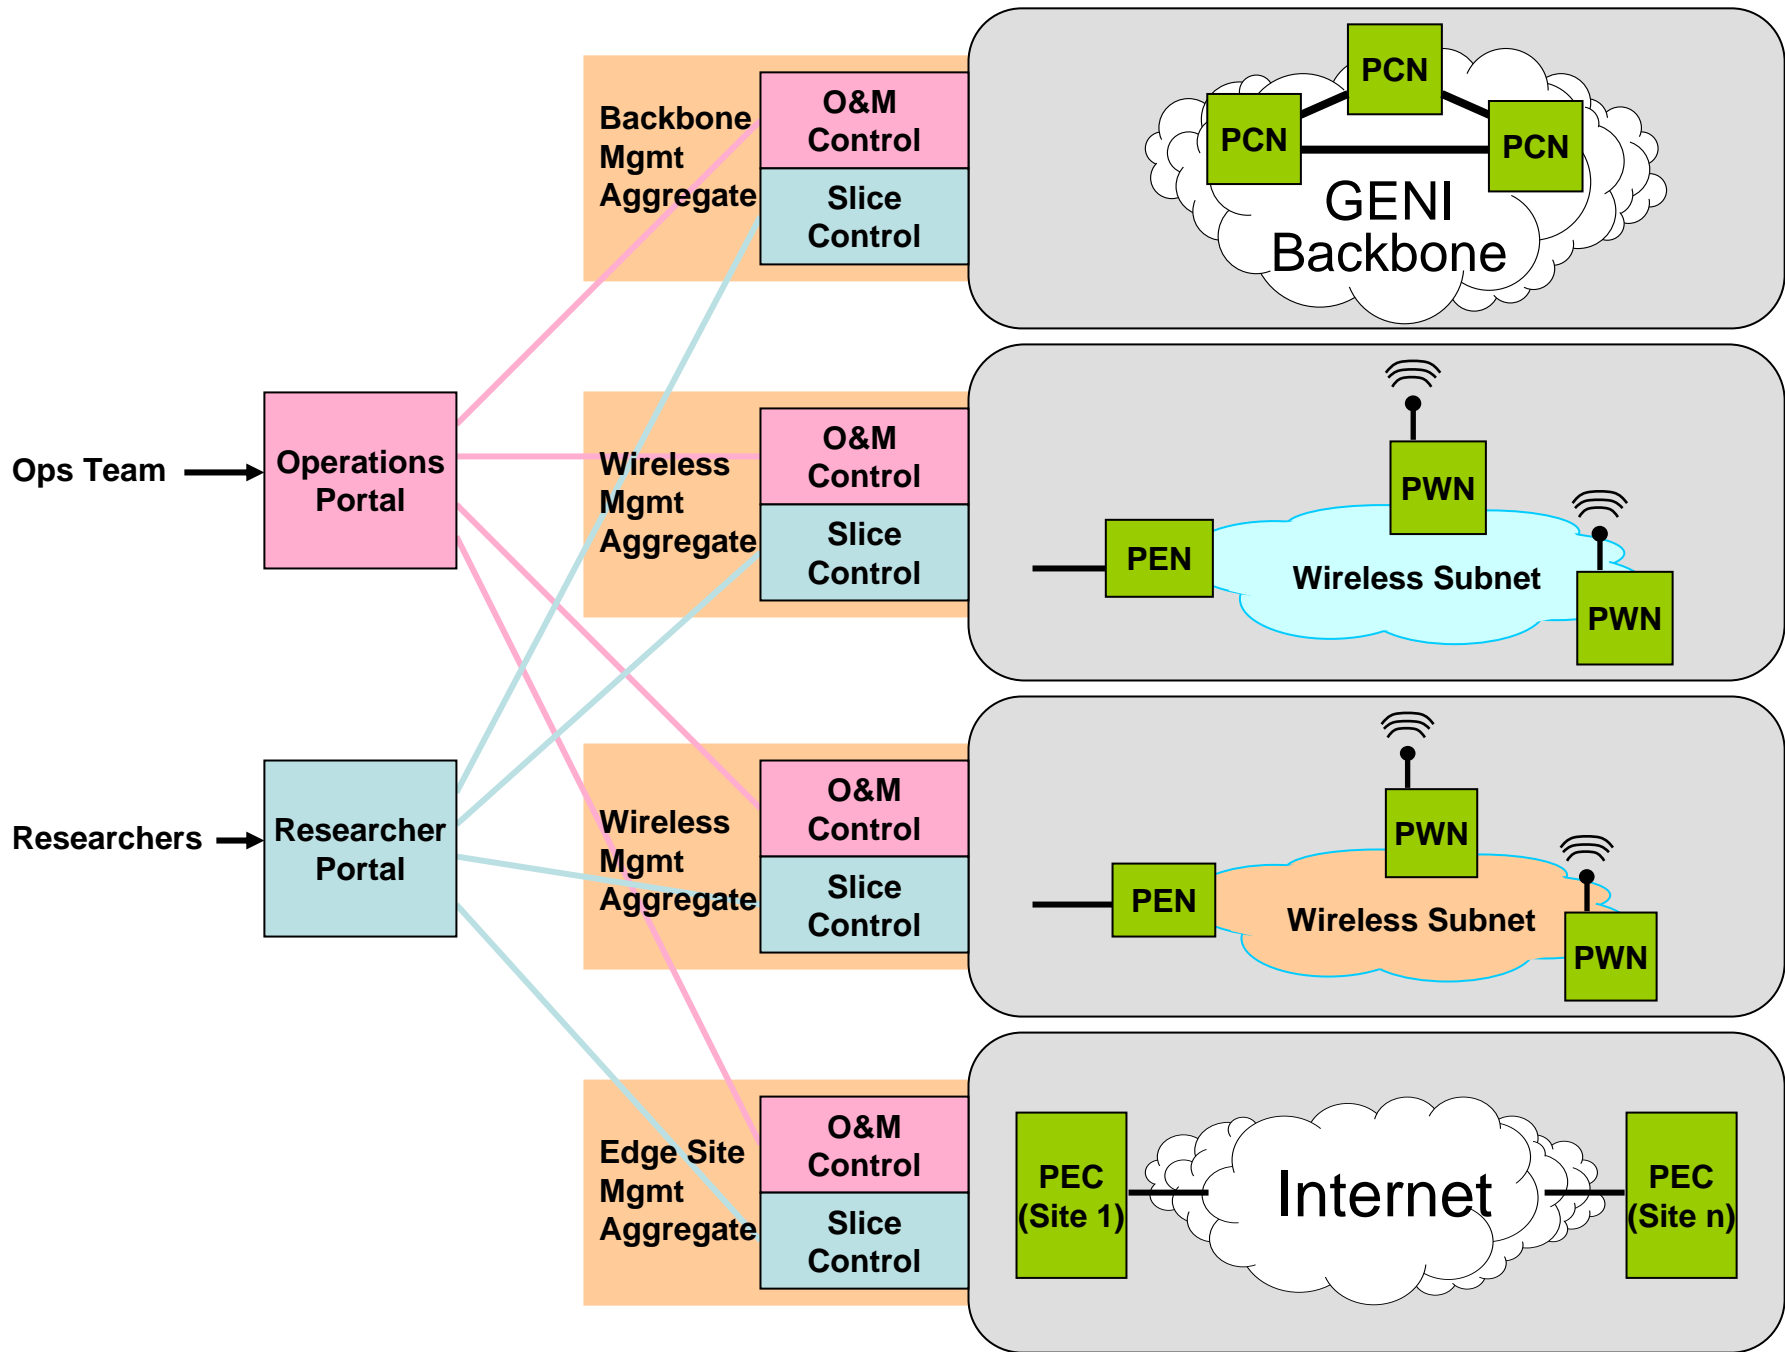 Ops Team
Researchers
Operations
Portal
Researcher
Portal
Backbone
Mgmt
Aggregate
O&M
Control
Slice
Control
PCN
PCN
PCN
GENI
Backbone
Wireless
Mgmt
Aggregate
O&M
Control
Slice
Control
PWN
PEN
Wireless Subnet
PWN
Wireless
Mgmt
Aggregate
O&M
Control
Slice
Control
PWN
PEN
Wireless Subnet
PWN
Edge Site
Mgmt
Aggregate
O&M
Control
Slice
Control
PEC
(Site 1)
Internet
PEC
(Site n)